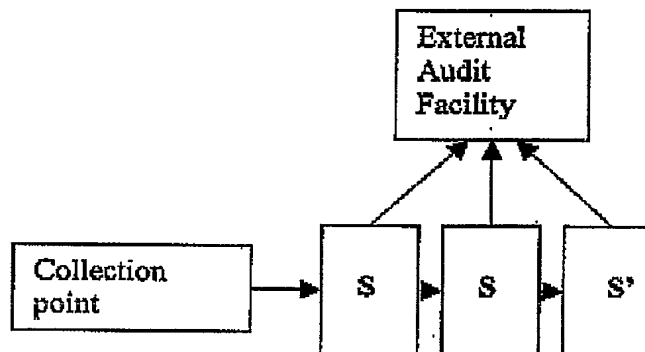 External
Audit
Facility
Collection
point
S
S
S'